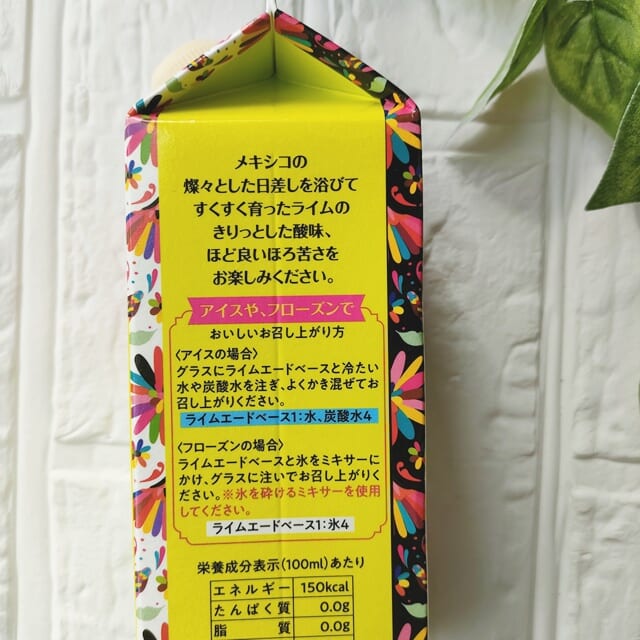 メキシコの
燦々とした日差しを浴びて
すくすく育ったライムの
きりっとした酸味、
ほど良いほろ苦さを
お楽しみください。
アイスや、フローズンで
おいしいお召し上がり方
〈アイスの場合〉
グラスにライムエードベースと冷たい
水や炭酸水を注ぎ、よくかき混ぜてお
召し上がりください。
ライムエードベース1:水、炭酸水4
〈フローズンの場合〉
ライムエードベースと氷をミキサーに
かけ、グラスに注いでお召し上がりく
ださい。※氷を砕けるミキサーを使用
してください。
ライムエードベース1:氷4
栄養成分表示(100ml)あたり
エネルギー 150kcal
たんぱく質 0.0g
脂質 0.0g